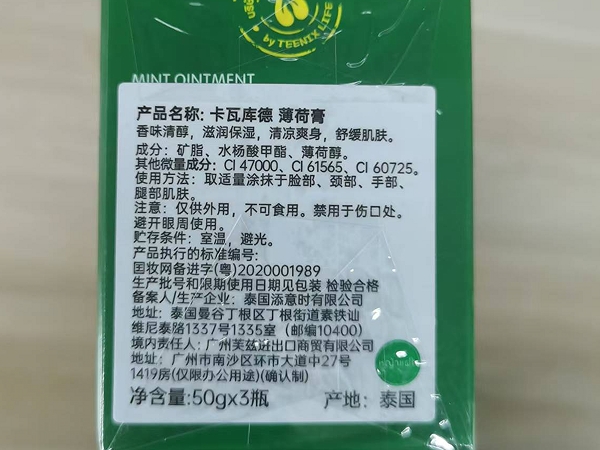 by TEENIX LIFE
MINT OINTMENT
产品名称: 卡瓦库德 薄荷膏
香味清醇，滋润保湿，清凉爽身，舒缓肌肤。
成分：矿脂、水杨酸甲酯、薄荷醇。
其他微量成分：CI 47000、CI 61565、CI 60725。
使用方法：取适量涂抹于脸部、颈部、手部、
腿部肌肤。
注意：仅供外用，不可食用。禁用于伤口处。
避开眼周使用。
贮存条件：室温，避光。
产品执行的标准编号：
国妆网备进字(粤)2020001989
生产批号和限期使用日期见包装 检验合格
备案人/生产企业：泰国添意时有限公司
地址：泰国曼谷丁根区丁根街道素铁汕
维尼泰路1337号1335室（邮编10400）
境内责任人：广州芙兹进出口商贸有限公司
地址：广州市南沙区环市大道中27号
1419房(仅限办公用途)(确认制)
净含量:50gx3瓶 产地：泰国